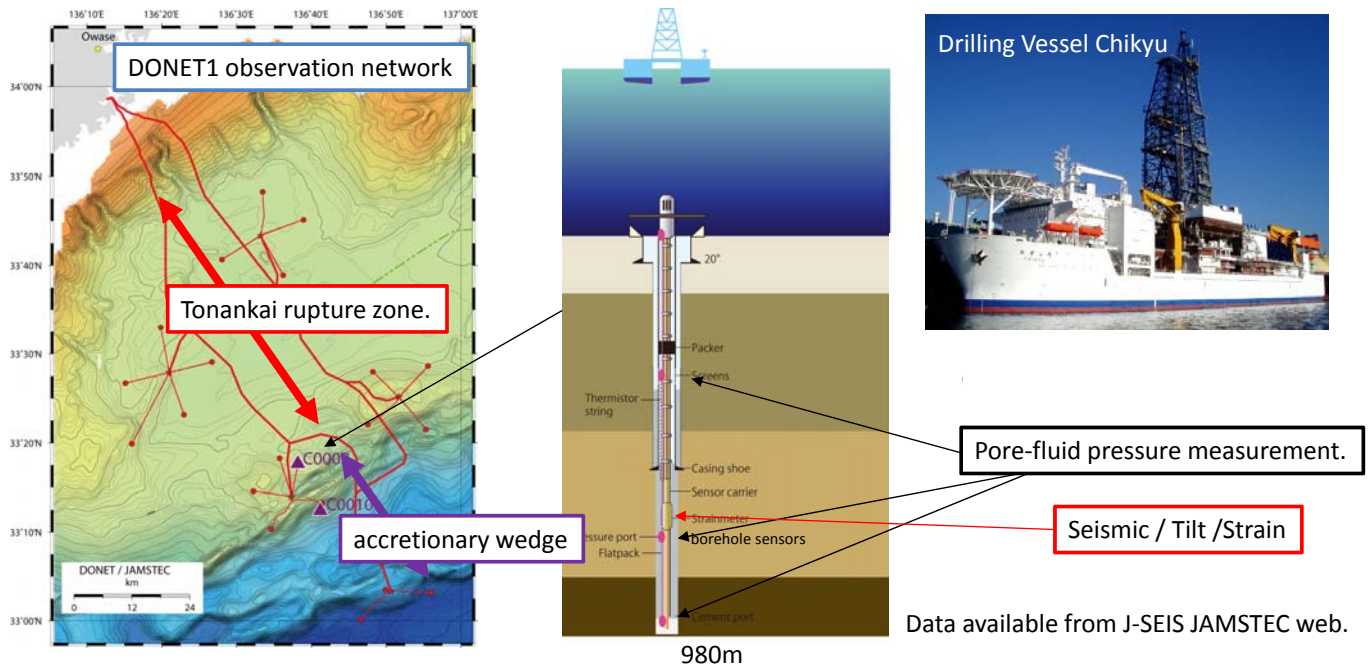 136°10'E 136°20'E 136°30'E 136°40'E 136°50'E 137°00'E
Owase
DONET1 observation network
34°00'N
33°50'N
33°40'N
33°30'N
33°20'N
33°10'N
33°00'N
Tonankai rupture zone.
C000
C0010
accretionary wedge
DONET / JAMSTEC
km
0 12 24
20"
Packer
Screens
Thermistor
string
Casing shoe
Sensor carrier
Strainmeter
essure port
borehole sensors
Flatpack
Cement port
980m
Drilling Vessel Chikyu
Pore-fluid pressure measurement.
Seismic / Tilt /Strain
Data available from J-SEIS JAMSTEC web.